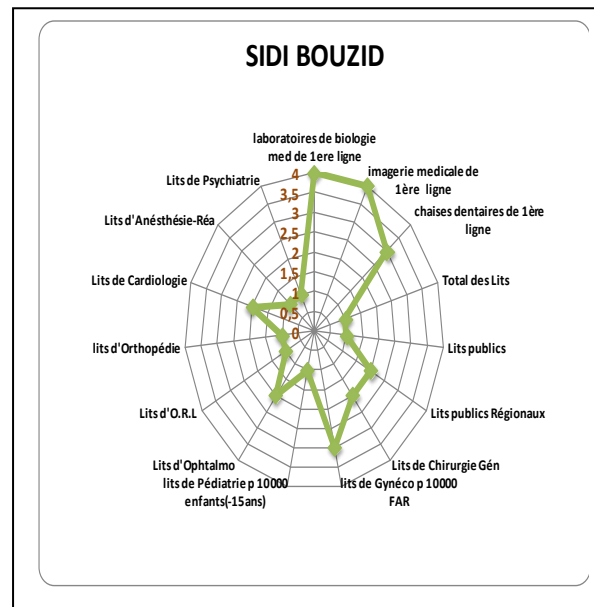 SIDI BOUZID
laboratoires de biologie
med de 1ere ligne
imagerie medicale de
1ère ligne
chaises dentaires de 1ère
ligne
Total des Lits
Lits publics
Lits publics Régionaux
Lits de Chirurgie Gén
lits de Gynéco p 10000
FAR
lits de Pédiatrie p 10000
enfants(-15ans)
Lits d'Ophtalmo
Lits d'O.R.L
lits d'Orthopédie
Lits de Cardiologie
Lits d'Anésthésie-Réa
Lits de Psychiatrie
4
3,5
3
2,5
2
1,5
1
0,5
0